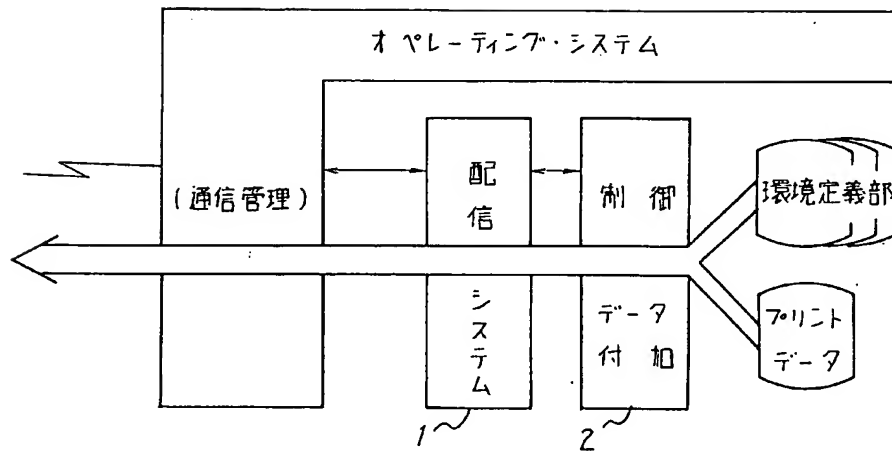 オペレーティング・システム
(通信管理)
配信システム
制御
データ
付加
環境定義部
プリント
データ
1
2